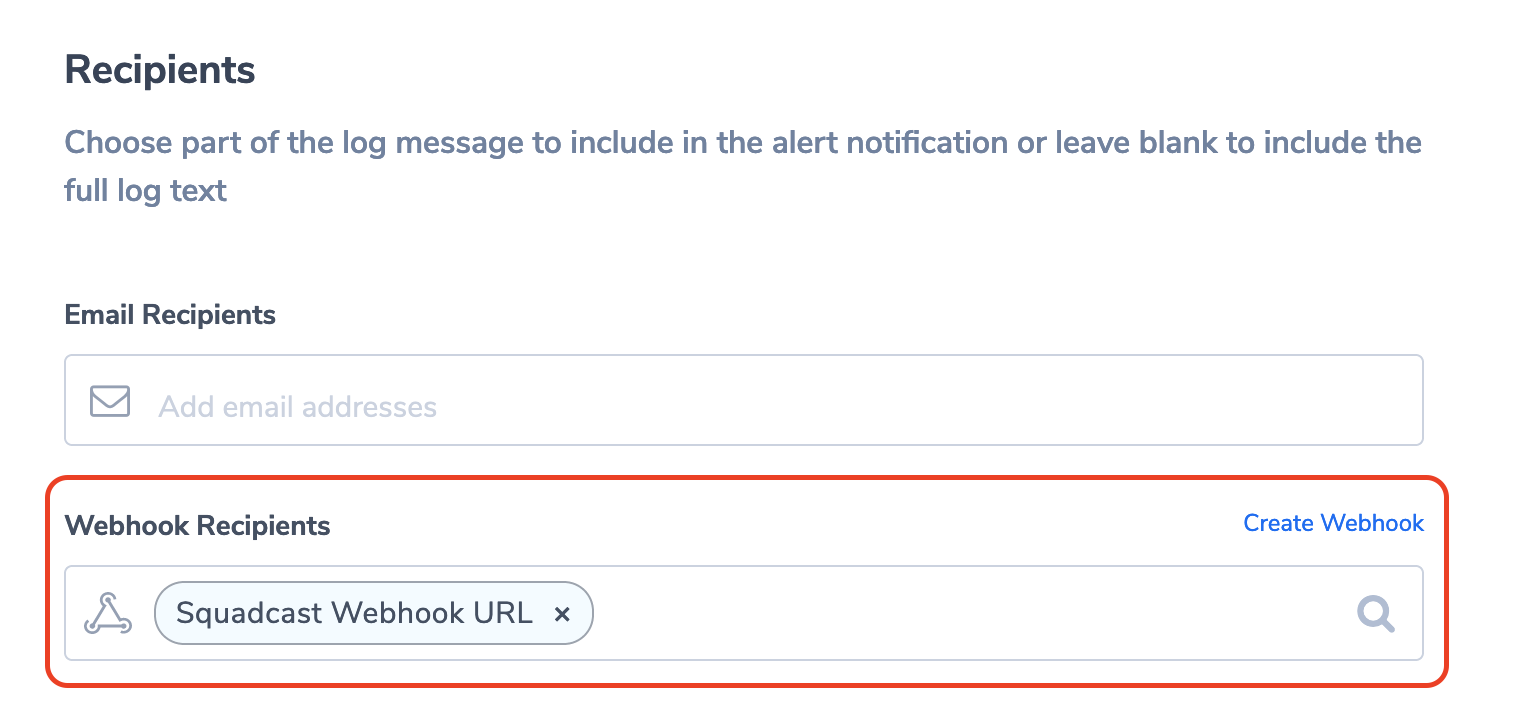 Recipients
Choose part of the log message to include in the alert notification or leave blank to include the
full log text
Email Recipients
Add email addresses
Webhook Recipients
Create Webhook
Squadcast Webhook URL ×